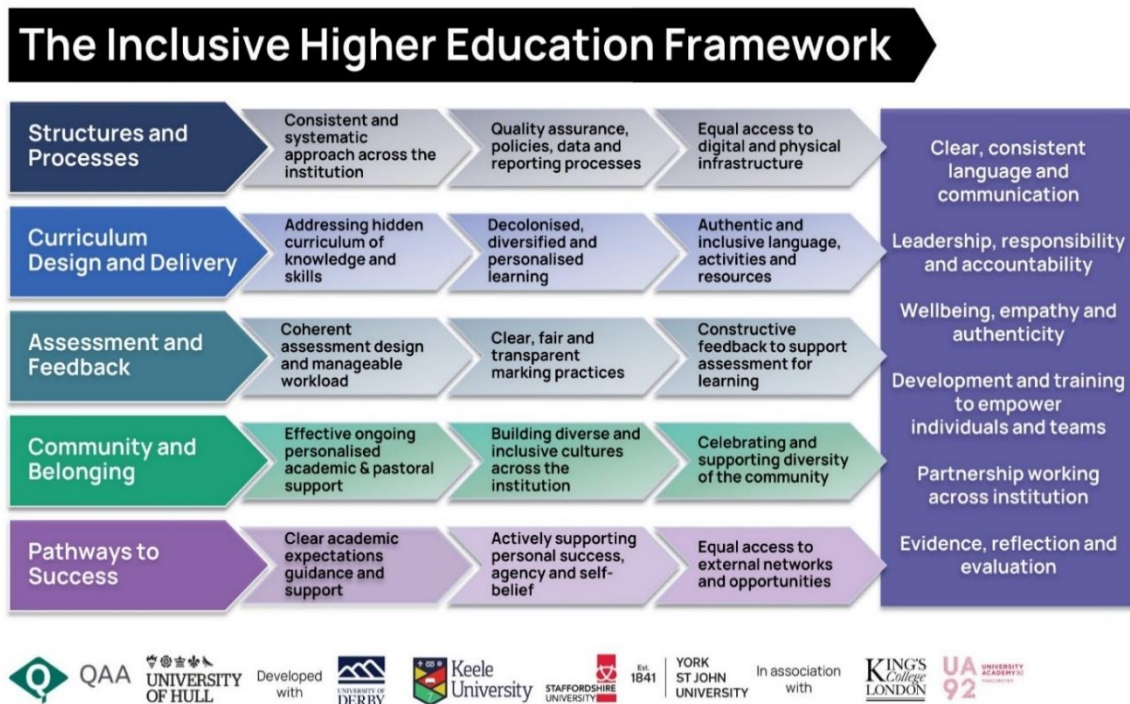 The Inclusive Higher Education Framework
Structures and
Processes
Consistent and
systematic
approach across the
institution
Quality assurance,
policies, data and
reporting processes
Equal access to
digital and physical
infrastructure
Curriculum
Design and Delivery
Addressing hidden
curriculum of
knowledge and
skills
Decolonised,
diversified and
personalised
learning
Authentic and
inclusive language,
activities and
resources
Assessment and
Feedback
Coherent
assessment design
and manageable
workload
Clear, fair and
transparent
marking practices
Constructive
feedback to support
assessment for
learning
Community and
Belonging
Effective ongoing
personalised
academic & pastoral
support
Building diverse and
inclusive cultures
across the
institution
Celebrating and
supporting diversity
of the community
Pathways to
Success
Clear academic
expectations
guidance and
support
Actively supporting
personal success,
agency and self-
belief
Equal access to
external networks
and opportunities
Clear, consistent
language and
communication
Leadership, responsibility
and accountability
Wellbeing, empathy and
authenticity
Development and training
to empower
individuals and teams
Partnership working
across institution
Evidence, reflection and
evaluation
Q
QAA
UNIVERSITY
OF HULL
Developed
with
UNIVERSITY OF
DERBY
Keele
University
STAFFORDSHIRE
UNIVERSITY
Est.
1841
YORK
ST JOHN
UNIVERSITY
In association
with
KING'S
College
LONDON
UA
92
UNIVERSITY
ACADEMY92
MANCHESTER